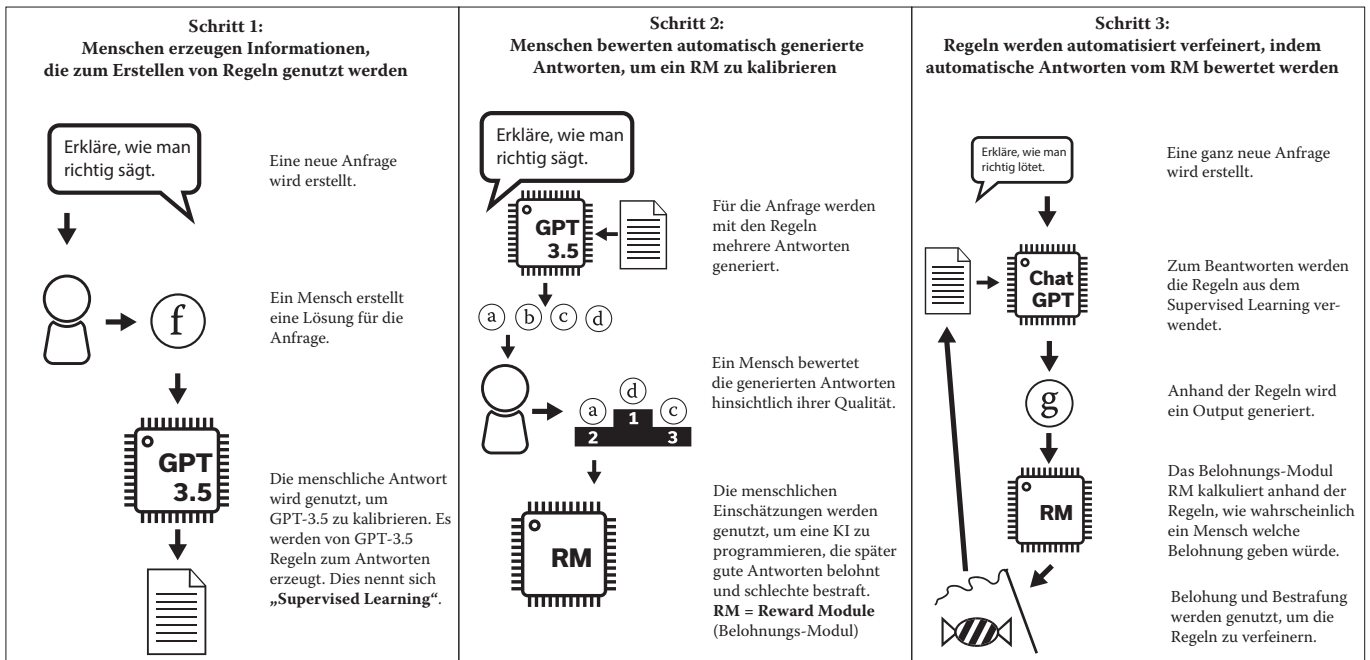 Schritt 1:
Menschen erzeugen Informationen,
die zum Erstellen von Regeln genutzt werden
Erkläre, wie man
richtig sägt.
Eine neue Anfrage
wird erstellt.
Ein Mensch erstellt
eine Lösung für die
Anfrage.
f
GPT
3.5
Die menschliche Antwort
wird genutzt, um
GPT-3.5 zu kalibrieren. Es
werden von GPT-3.5
Regeln zum Antworten
erzeugt. Dies nennt sich
„Supervised Learning“.
Schritt 2:
Menschen bewerten automatisch generierte
Antworten, um ein RM zu kalibrieren
Erkläre, wie man
richtig sägt.
GPT
3.5
Für die Anfrage werden
mit den Regeln
mehrere Antworten
generiert.
a b c d
Ein Mensch bewertet
die generierten Antworten
hinsichtlich ihrer Qualität.
d
a c
1
2 3
RM
Die menschlichen
Einschätzungen werden
genutzt, um eine KI zu
programmieren, die später
gute Antworten belohnt
und schlechte bestraft.
RM = Reward Module
(Belohnungs-Modul)
Schritt 3:
Regeln werden automatisiert verfeinert, indem
automatische Antworten vom RM bewertet werden
Erkläre, wie man
richtig lötet.
Eine ganz neue Anfrage
wird erstellt.
Chat
GPT
Zum Beantworten werden
die Regeln aus dem
Supervised Learning ver-
wendet.
g
Anhand der Regeln wird
ein Output generiert.
RM
Das Belohnungs-Modul
RM kalkuliert anhand der
Regeln, wie wahrscheinlich
ein Mensch welche
Belohnung geben würde.
Belohung und Bestrafung
werden genutzt, um die
Regeln zu verfeinern.